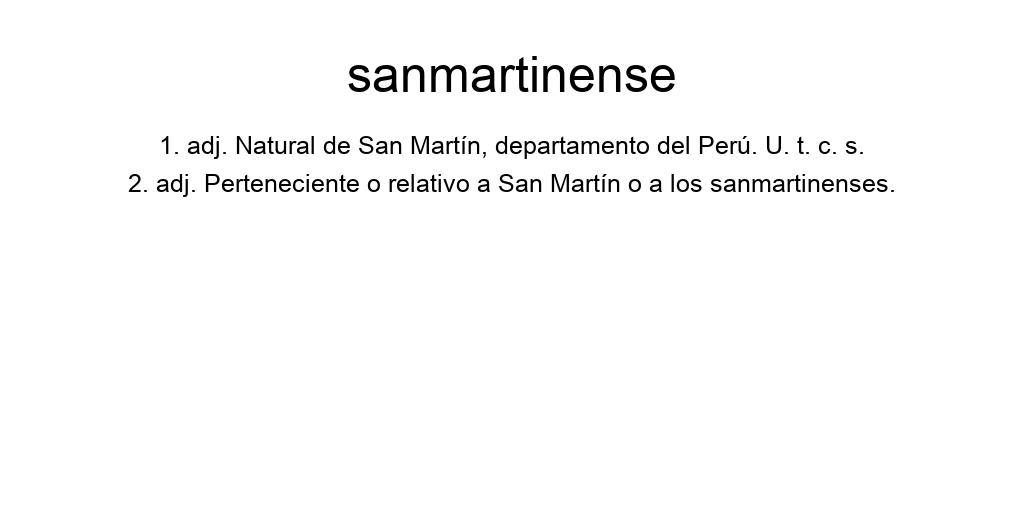 sanmartinense
1. adj. Natural de San Martín, departamento del Perú. U. t. c. s.
2. adj. Perteneciente o relativo a San Martín o a los sanmartinenses.